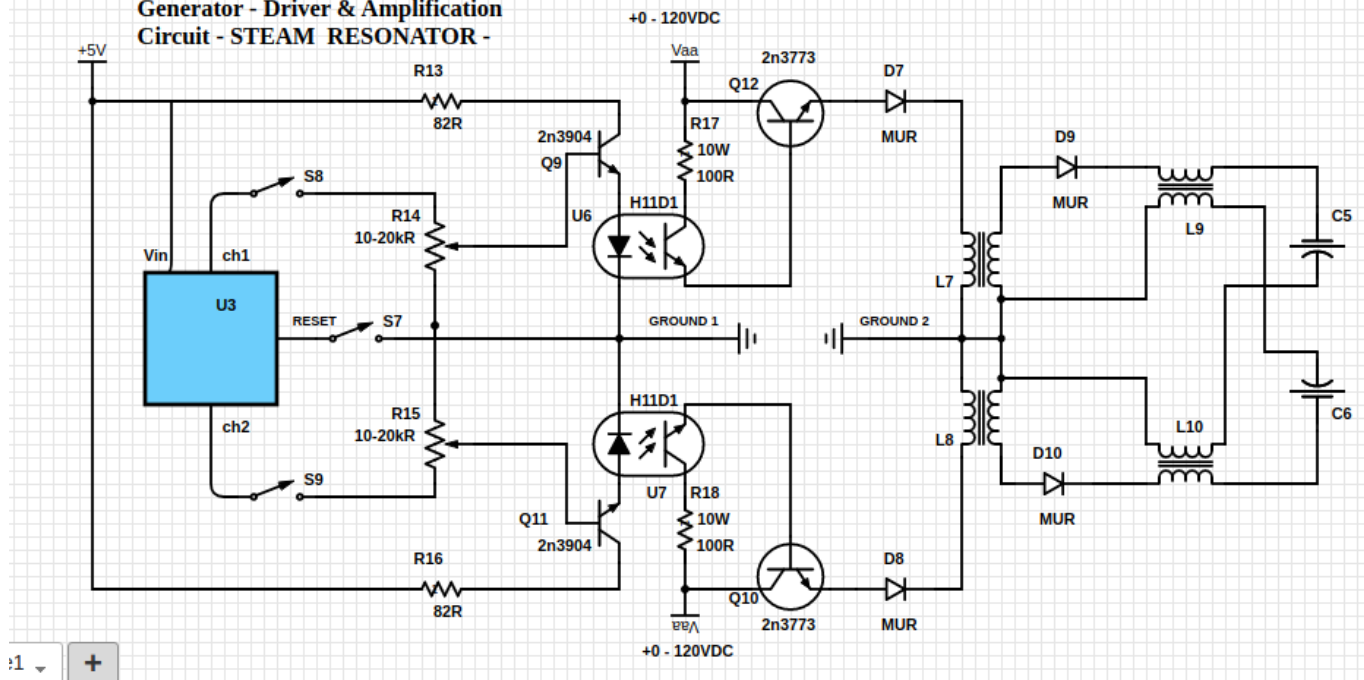 Generator - Driver & Amplification
Circuit - STEAM RESONATOR -
+0 - 120VDC
+5V
Vaa
2n3773
R13
Q12
D7
82R
R17
10W
100R
MUR
2n3904
Q9
D9
S8
H11D1
MUR
R14
10-20kR
U6
C5
L9
Vin
ch1
L7
U3
RESET
S7
GROUND 1
GROUND 2
R15
10-20kR
H11D1
C6
ch2
L10
L8
D10
S9
U7
R18
MUR
Q11
10W
2n3904
100R
R16
D8
82R
Q10
Vaa
2n3773
MUR
+0 - 120VDC
e1
+